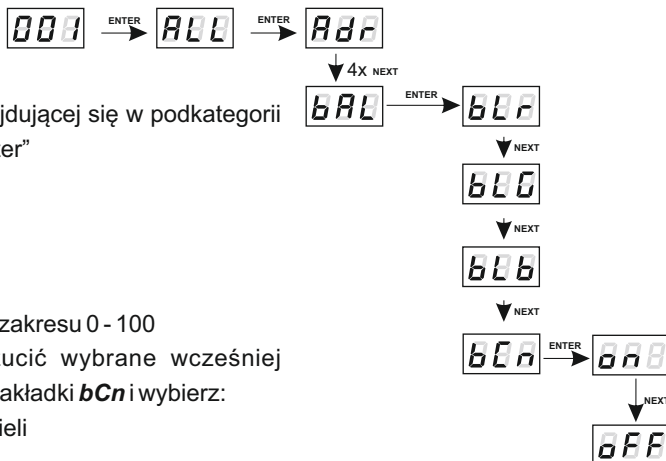 001 ENTER ALL ENTER Adr
4x NEXT
jdującej się w podkategorii
ter”
bAL ENTER bLr
NEXT
bLG
NEXT
bLb
NEXT
zakresu 0 - 100
ucić wybrane wcześniej
akładki bCn i wybierz:
ieli
bCn ENTER on
NEXT
oFF